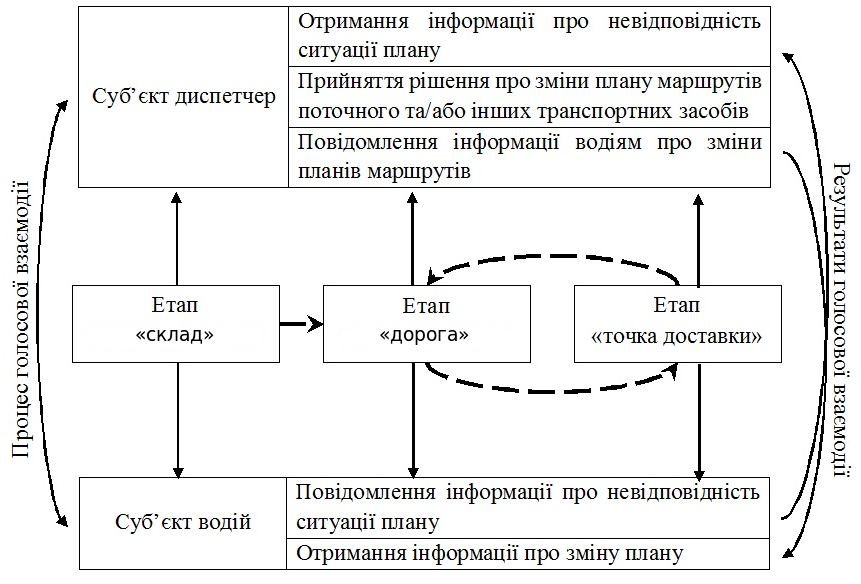 Суб’єкт диспетчер
Отримання інформації про невідповідність
ситуації плану
Прийняття рішення про зміни плану маршрутів
поточного та/або інших транспортних засобів
Повідомлення інформації водіям про зміни
планів маршрутів
Процес голосової взаємодії
Результати голосової взаємодії
Етап
«склад»
Етап
«дорога»
Етап
«точка доставки»
Суб’єкт водій
Повідомлення інформації про невідповідність
ситуації плану
Отримання інформації про зміну плану